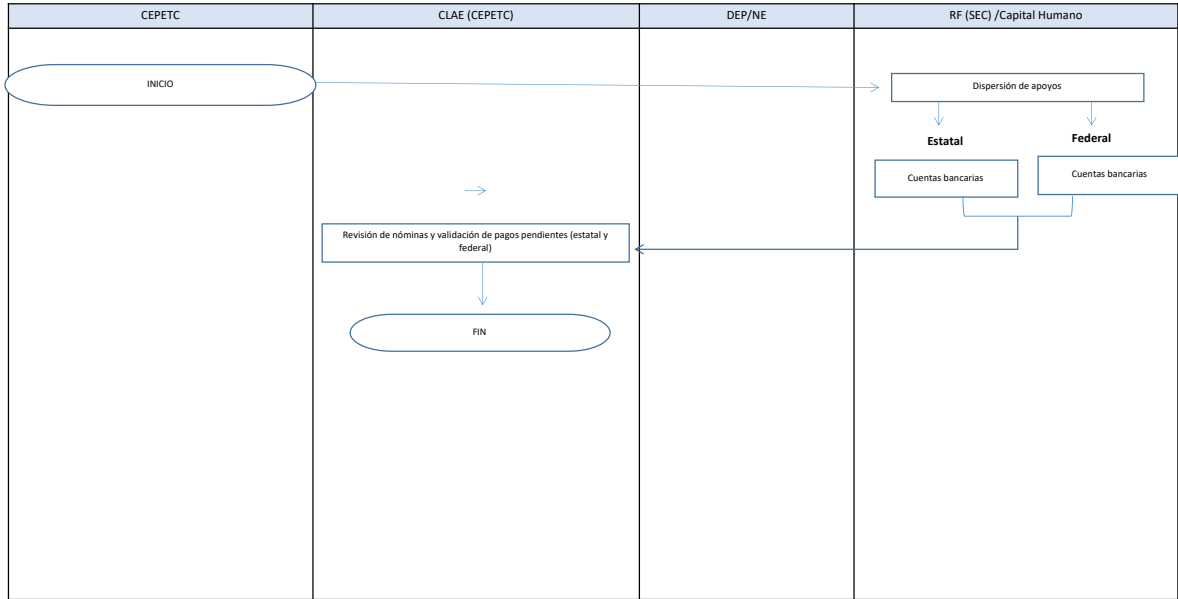 CEPETC
CLAE (CEPETC)
DEP/NE
RF (SEC) /Capital Humano
INICIO
Dispersión de apoyos
Estatal
Federal
Cuentas bancarias
Cuentas bancarias
Revisión de nóminas y validación de pagos pendientes (estatal y
federal)
FIN